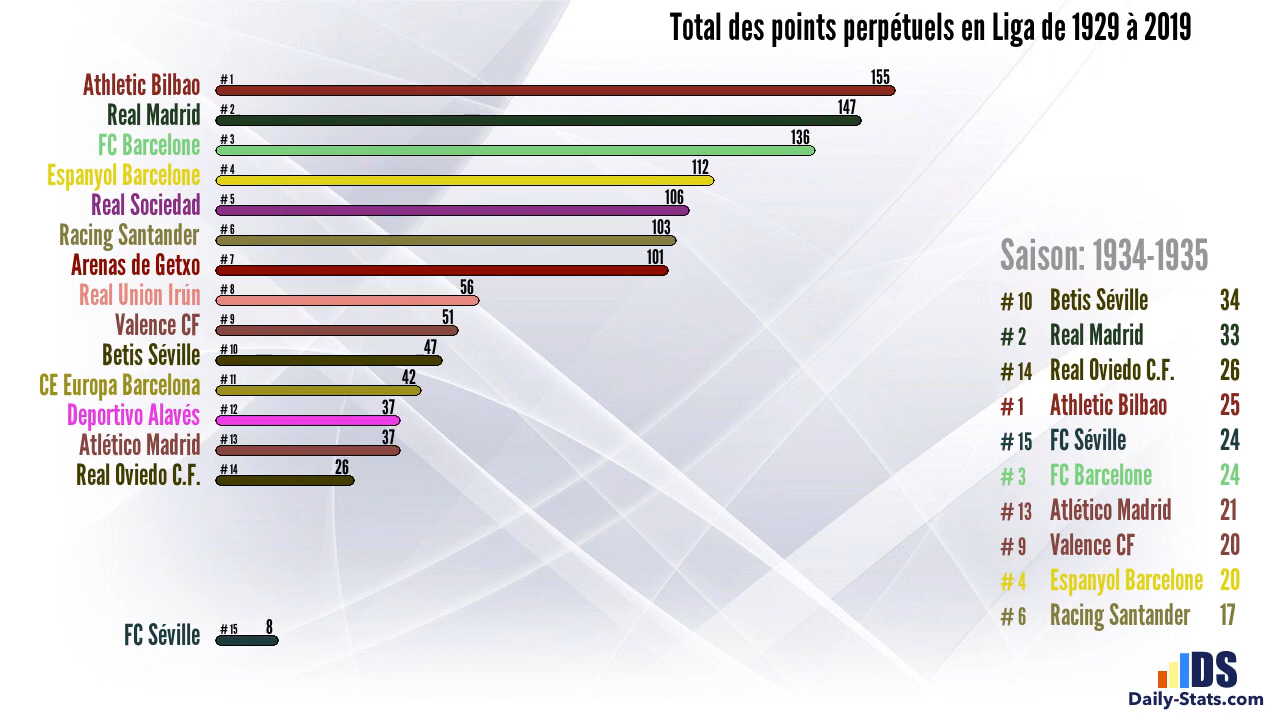 Total des points perpétuels en Liga de 1929 à 2019
Athletic Bilbao #1 155
Real Madrid #2 147
FC Barcelone #3 136
Espanyol Barcelone #4 112
Real Sociedad #5 106
Racing Santander #6 103
Arenas de Getxo #7 101
Real Union Irún #8 56
Valence CF #9 51
Betis Séville #10 47
CE Europa Barcelona #11 42
Deportivo Alavés #12 37
Atlético Madrid #13 37
Real Oviedo C.F. #14 26
FC Séville #15 8
Saison: 1934-1935
#10 Betis Séville 34
#2 Real Madrid 33
#14 Real Oviedo C.F. 26
#1 Athletic Bilbao 25
#15 FC Séville 24
#3 FC Barcelone 24
#13 Atlético Madrid 21
#9 Valence CF 20
#4 Espanyol Barcelone 20
#6 Racing Santander 17
DS
Daily-Stats.com